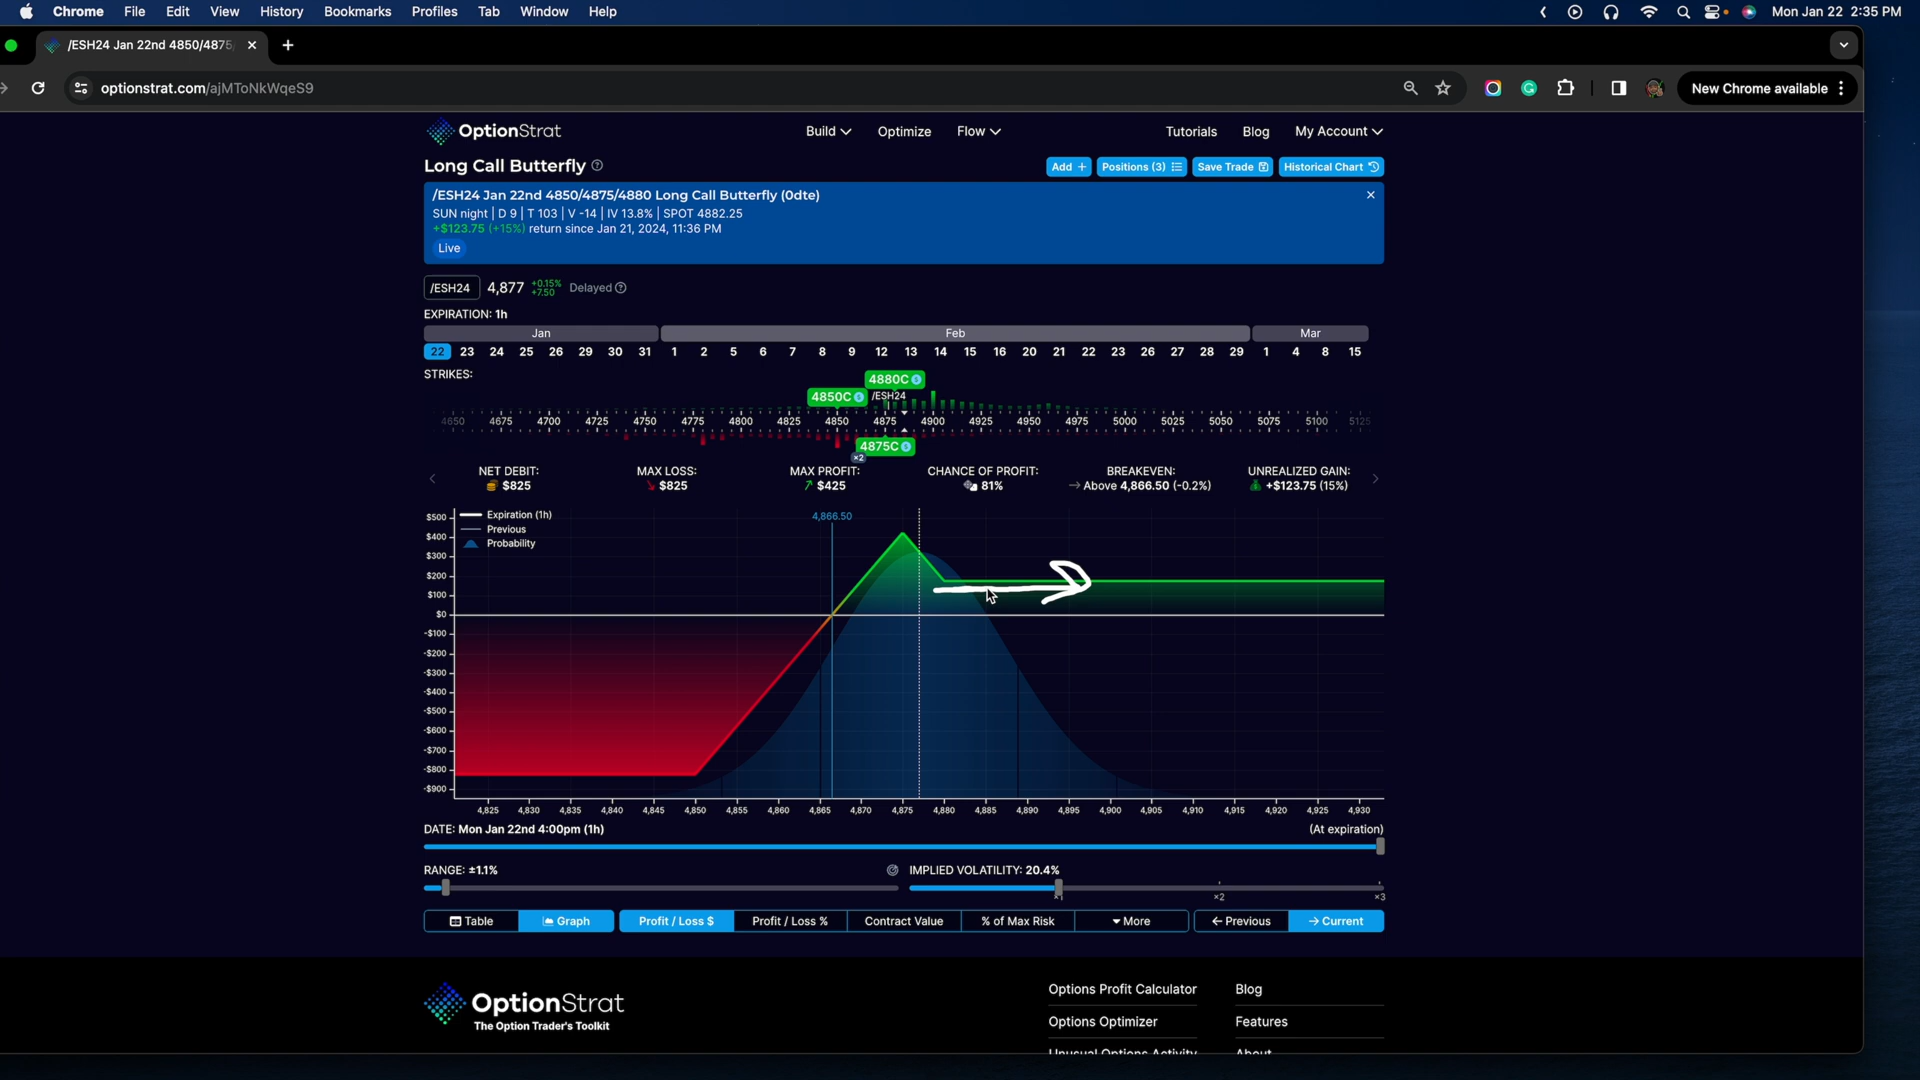 Chrome File Edit View History Bookmarks Profiles Tab Window Help Mon Jan 22 2:35 PM
/ESH24 Jan 22nd 4850/4875/
optionstrat.com/ajMToNkWqeS9 New Chrome available
OptionStrat Build Optimize Flow Tutorials Blog My Account
Long Call Butterfly Add + Positions (3) Save Trade Historical Chart
/ESH24 Jan 22nd 4850/4875/4880 Long Call Butterfly (0dte)
SUN night | D 9 | T 103 | V -14 | IV 13.8% | SPOT 4882.25
+$123.75 (+15%) return since Jan 21, 2024, 11:36 PM
Live
/ESH24 4,877 +0.15% +7.50 Delayed
EXPIRATION: 1h
Jan Feb Mar
22 23 24 25 26 29 30 31 1 2 5 6 7 8 9 12 13 14 15 16 20 21 22 23 26 27 28 29 1 4 8 15
STRIKES:
4880C
4850C /ESH24
4650 4675 4700 4725 4750 4775 4800 4825 4850 4875 4900 4925 4950 4975 5000 5025 5050 5075 5100 5125
4875C
x2
NET DEBIT: MAX LOSS: MAX PROFIT: CHANCE OF PROFIT: BREAKEVEN: UNREALIZED GAIN:
$825 $825 $425 81% Above 4,866.50 (-0.2%) +$123.75 (15%)
Expiration (1h)
Previous
Probability
4,866.50
$500
$400
$300
$200
$100
$0
-$100
-$200
-$300
-$400
-$500
-$600
-$700
-$800
-$900
4,825 4,830 4,835 4,840 4,845 4,850 4,855 4,860 4,865 4,870 4,875 4,880 4,885 4,890 4,895 4,900 4,905 4,910 4,915 4,920 4,925 4,930
DATE: Mon Jan 22nd 4:00pm (1h) (At expiration)
RANGE: ±1.1% IMPLIED VOLATILITY: 20.4%
x1 x2 x3
Table Graph Profit / Loss $ Profit / Loss % Contract Value % of Max Risk More Previous Current
OptionStrat
The Option Trader's Toolkit
Options Profit Calculator Blog
Options Optimizer Features
Unusual Options Activity About